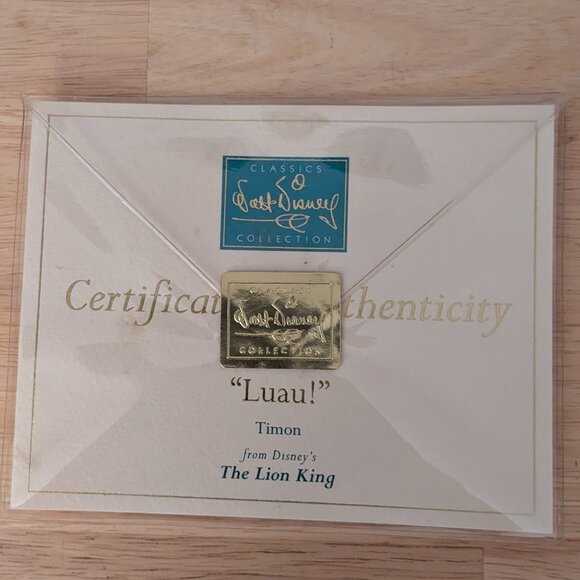 CLASSICS
Walt Disney
COLLECTION
Certificat thenticity
CLASSICS
Walt Disney
COLLECTION
"Luau!"
Timon
from Disney's
The Lion King